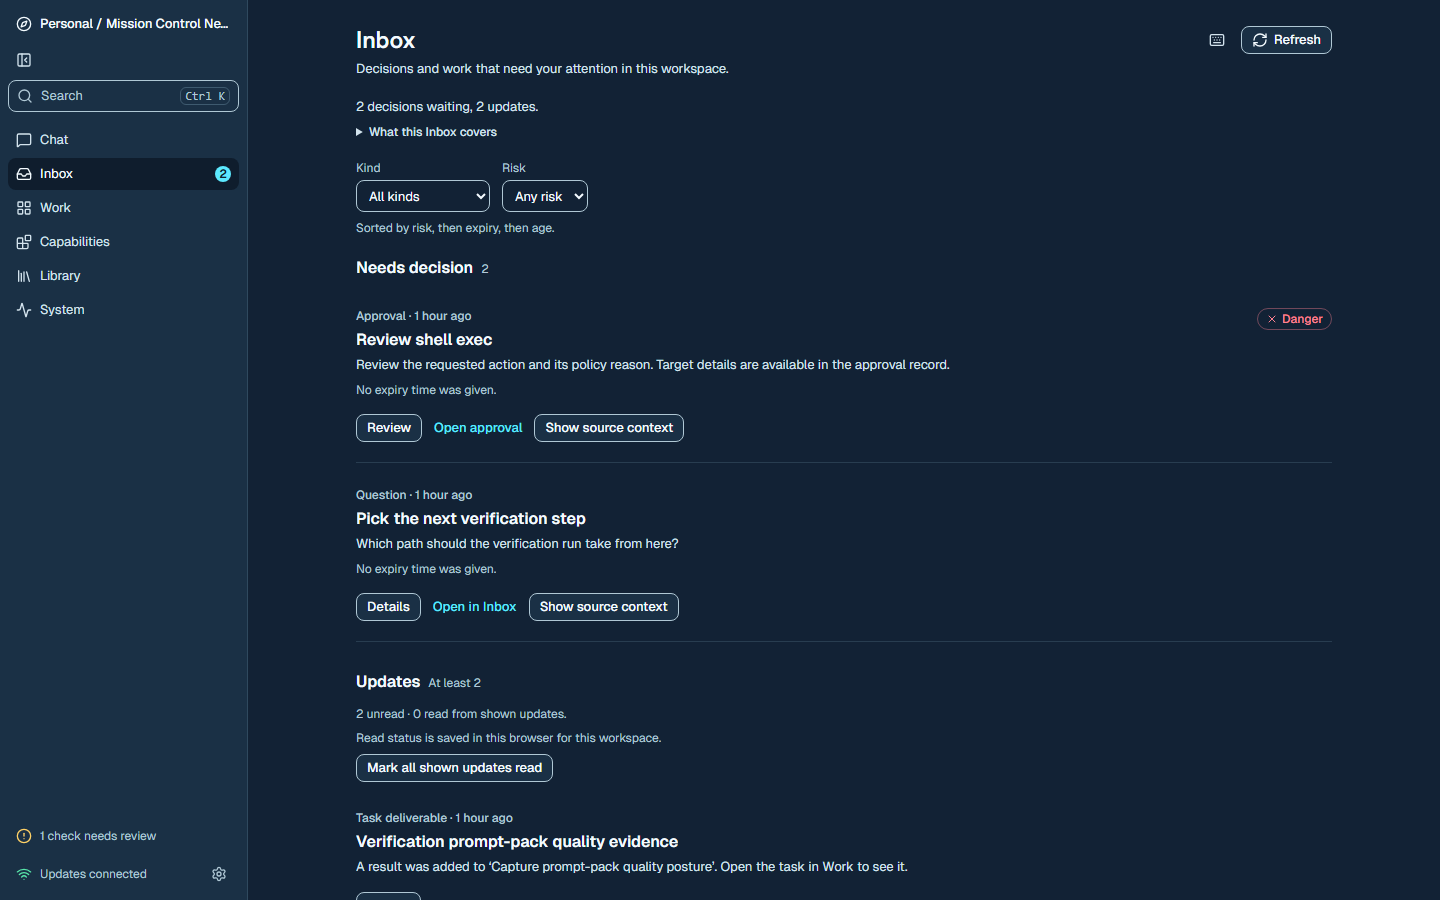 Personal / Mission Control Ne...
Search
Ctrl K
Chat
Inbox
2
Work
Capabilities
Library
System
1 check needs review
Updates connected
Inbox
Refresh
Decisions and work that need your attention in this workspace.
2 decisions waiting, 2 updates.
What this Inbox covers
Kind
Risk
All kinds
Any risk
Sorted by risk, then expiry, then age.
Needs decision 2
Approval · 1 hour ago
Danger
Review shell exec
Review the requested action and its policy reason. Target details are available in the approval record.
No expiry time was given.
Review
Open approval
Show source context
Question · 1 hour ago
Pick the next verification step
Which path should the verification run take from here?
No expiry time was given.
Details
Open in Inbox
Show source context
Updates At least 2
2 unread · 0 read from shown updates.
Read status is saved in this browser for this workspace.
Mark all shown updates read
Task deliverable · 1 hour ago
Verification prompt-pack quality evidence
A result was added to ‘Capture prompt-pack quality posture’. Open the task in Work to see it.